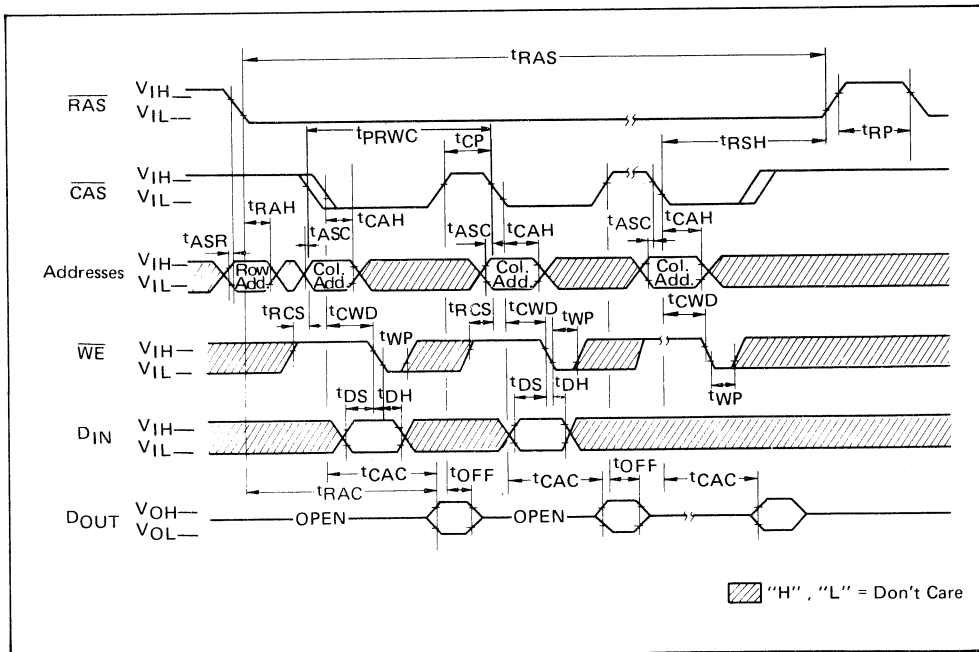 tRAS
RAS VIH VIL
tPRWC tCP tRSH tRP
CAS VIH VIL
tRAH tCAH
tASR tASC tASC tCAH tASC tCAH
Addresses VIH VIL
Row Add. Col. Add. Col. Add. Col. Add.
tRCS tCWD tWP tRCS tCWD tWP tCWD
WE VIH VIL
tWP
tDS tDH tDS tDH
DIN VIH VIL
tCAC tOFF tCAC tOFF tCAC
tRAC
DOUT VOH VOL
OPEN OPEN
"H" , "L" = Don't Care